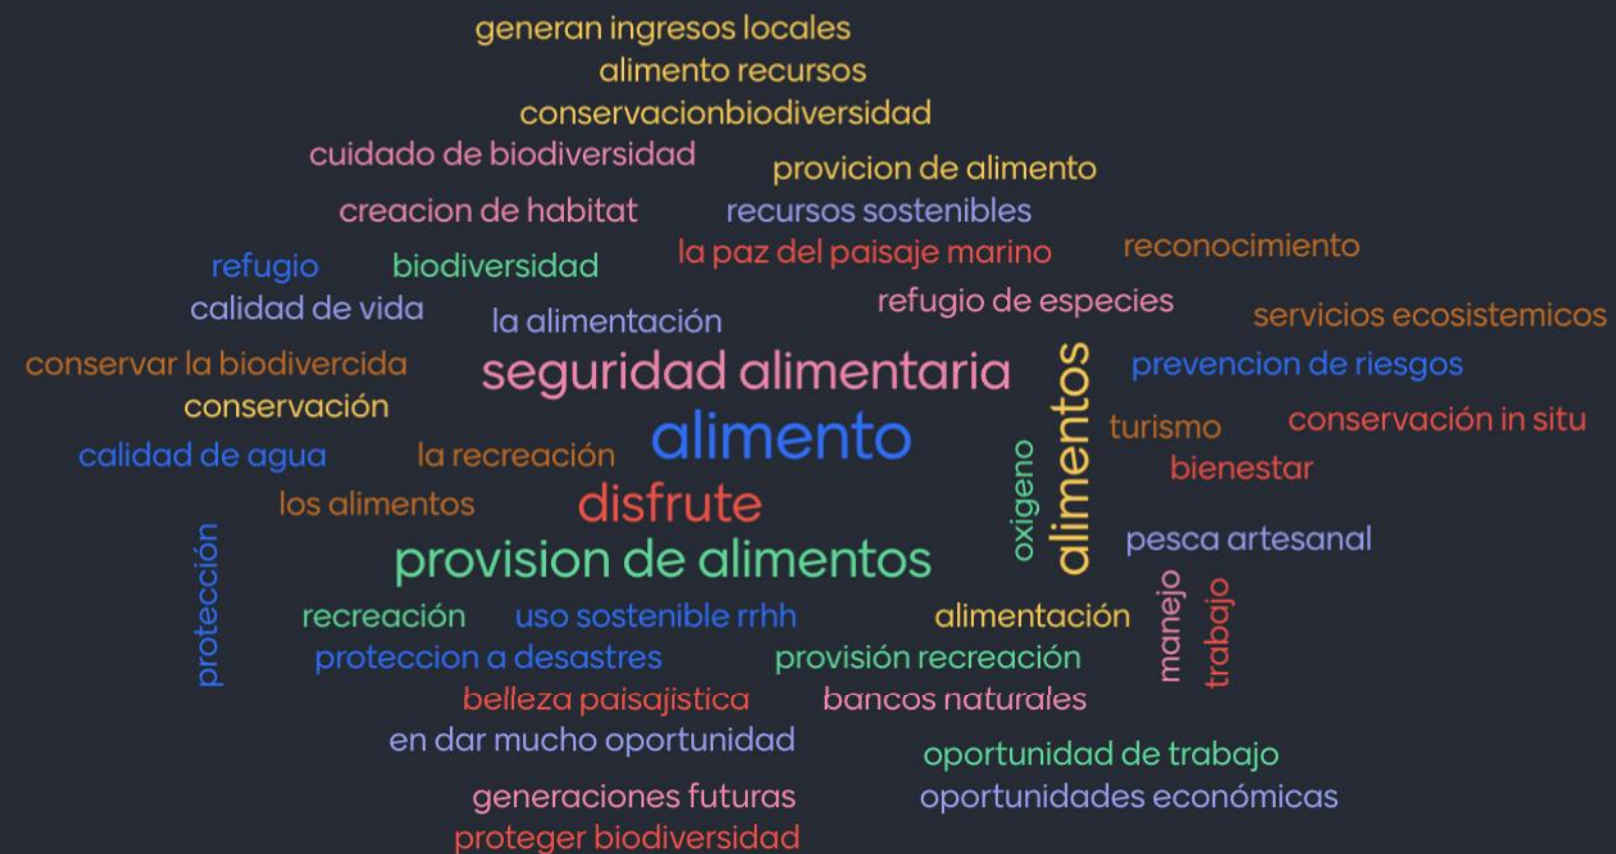 generan ingresos locales
alimento recursos
conservacionbiodiversidad
cuidado de biodiversidad
provicion de alimento
creacion de habitat
recursos sostenibles
la paz del paisaje marino
reconocimiento
refugio
biodiversidad
calidad de vida
la alimentación
refugio de especies
servicios ecosistemicos
conservar la biodivercida
seguridad alimentaria
alimentos
prevencion de riesgos
conservación
alimento
turismo
conservación in situ
calidad de agua
la recreación
oxigeno
bienestar
los alimentos
disfrute
protección
provision de alimentos
pesca artesanal
recreación
uso sostenible rrhh
alimentación
manejo
trabajo
proteccion a desastres
provisión recreación
belleza paisajistica
bancos naturales
en dar mucho oportunidad
oportunidad de trabajo
generaciones futuras
oportunidades económicas
proteger biodiversidad